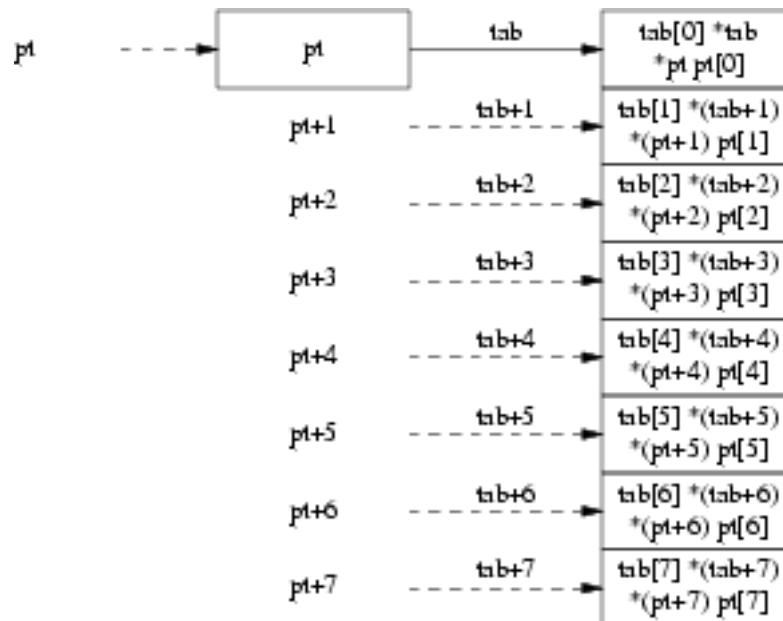 pt pt tab tab[0] *tab
*pt pt[0]
pt+1 tab+1 tab[1] *(tab+1)
*(pt+1) pt[1]
pt+2 tab+2 tab[2] *(tab+2)
*(pt+2) pt[2]
pt+3 tab+3 tab[3] *(tab+3)
*(pt+3) pt[3]
pt+4 tab+4 tab[4] *(tab+4)
*(pt+4) pt[4]
pt+5 tab+5 tab[5] *(tab+5)
*(pt+5) pt[5]
pt+6 tab+6 tab[6] *(tab+6)
*(pt+6) pt[6]
pt+7 tab+7 tab[7] *(tab+7)
*(pt+7) pt[7]